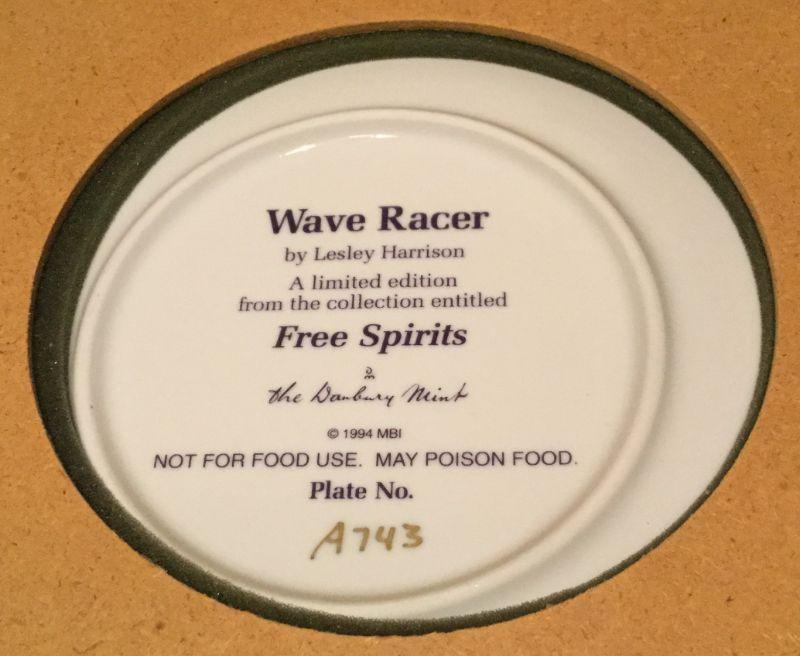 Wave Racer
by Lesley Harrison
A limited edition
from the collection entitled
Free Spirits
the Danbury Mint
© 1994 MBI
NOT FOR FOOD USE. MAY POISON FOOD.
Plate No.
A743